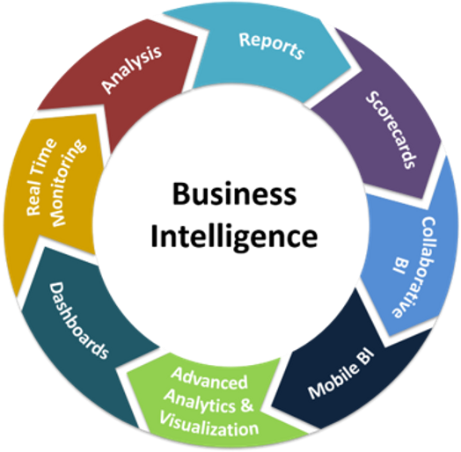 Business
Intelligence
Reports
Scorecards
Collaborative
BI
Mobile BI
Advanced
Analytics &
Visualization
Dashboards
Real Time
Monitoring
Analysis